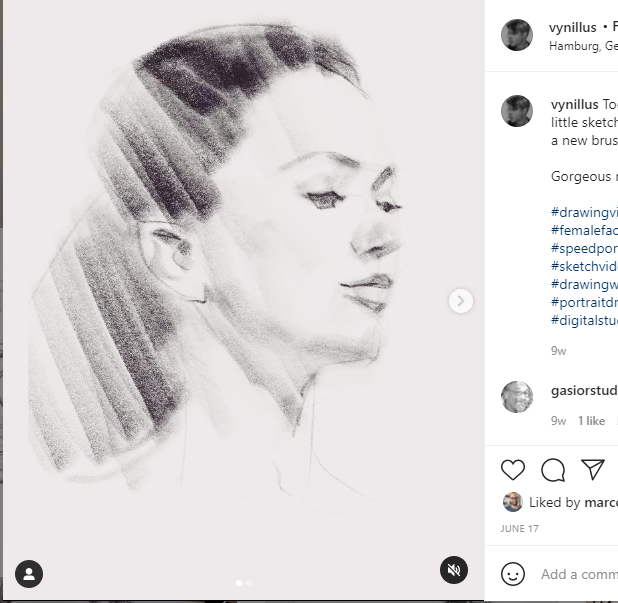 vynillus • F
Hamburg, Ge
vynillus To
little sketch
a new brus
Gorgeous
#drawingvi
#femalefac
#speedpor
#sketchvid
#drawingw
#portraitdr
#digitalstu
9w
gasiorstud
9w 1 like
Liked by marc
JUNE 17
Add a comm